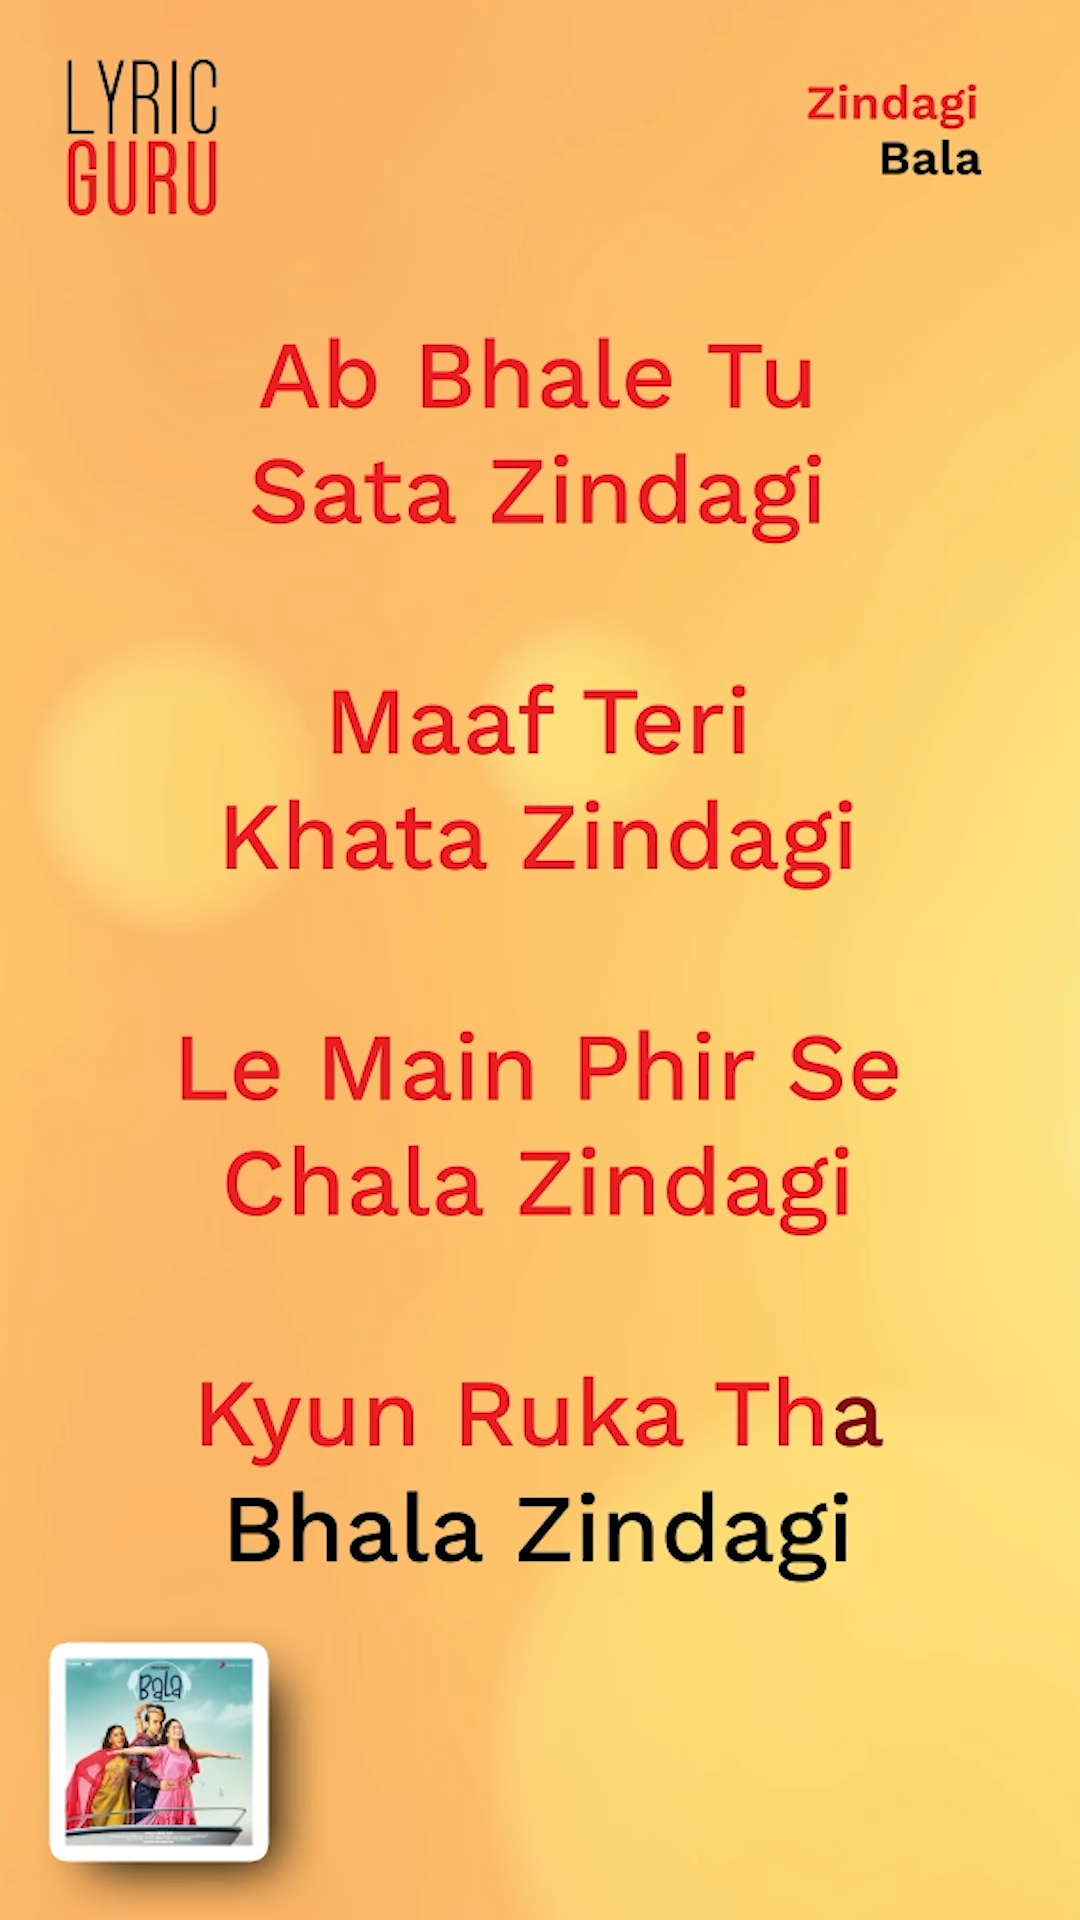 LYRIC
GURU
Zindagi
Bala
Ab Bhale Tu
Sata Zindagi
Maaf Teri
Khata Zindagi
Le Main Phir Se
Chala Zindagi
Kyun Ruka Tha
Bhala Zindagi
Bala